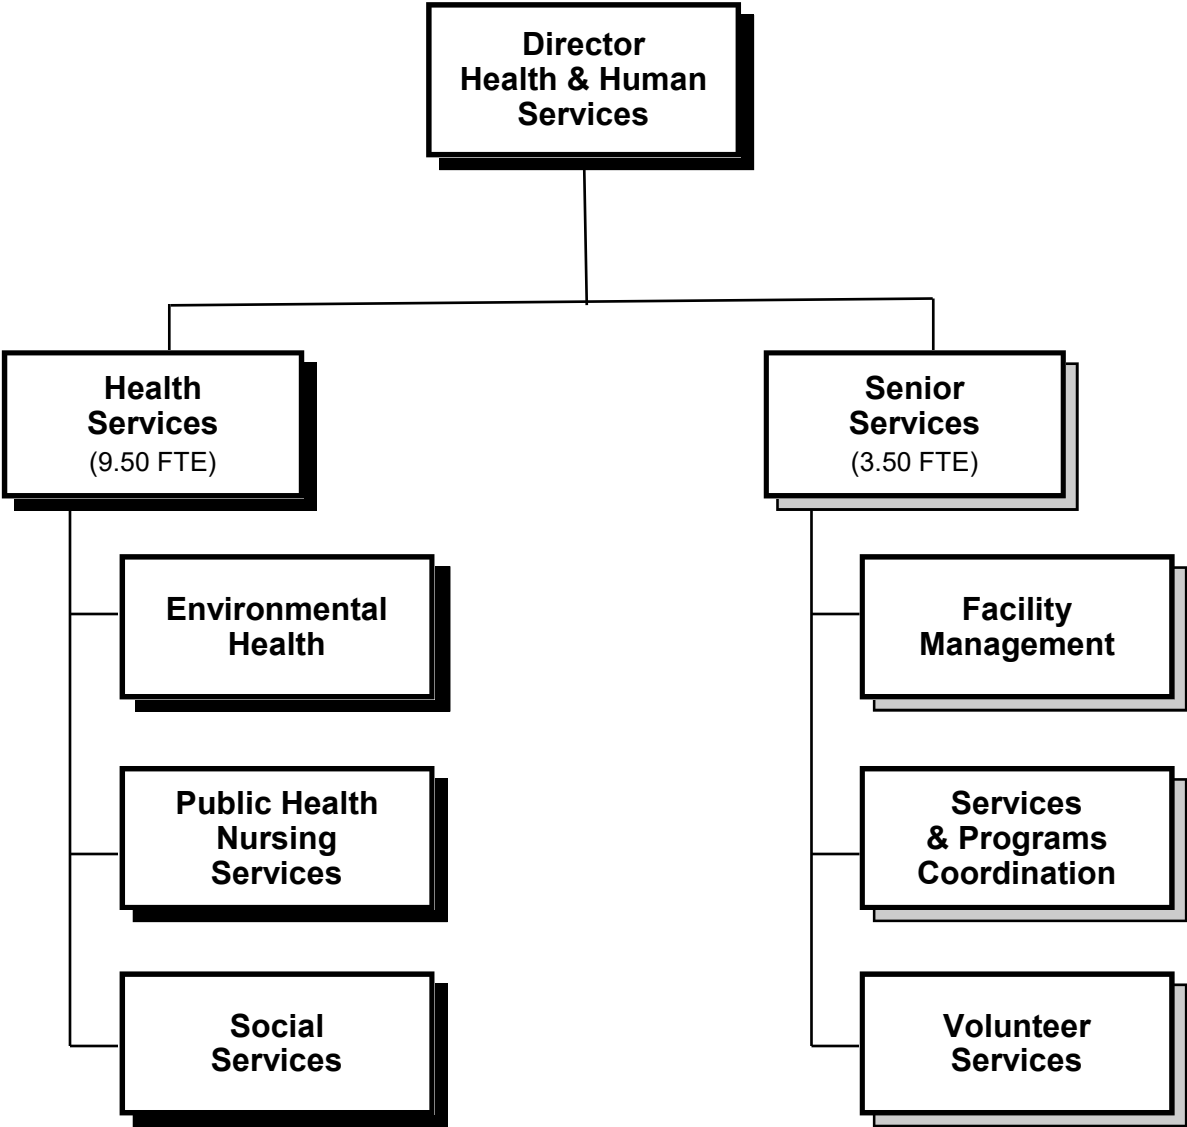 Director
Health & Human
Services
Health
Services
(9.50 FTE)
Senior
Services
(3.50 FTE)
Environmental
Health
Facility
Management
Public Health
Nursing
Services
Services
& Programs
Coordination
Social
Services
Volunteer
Services